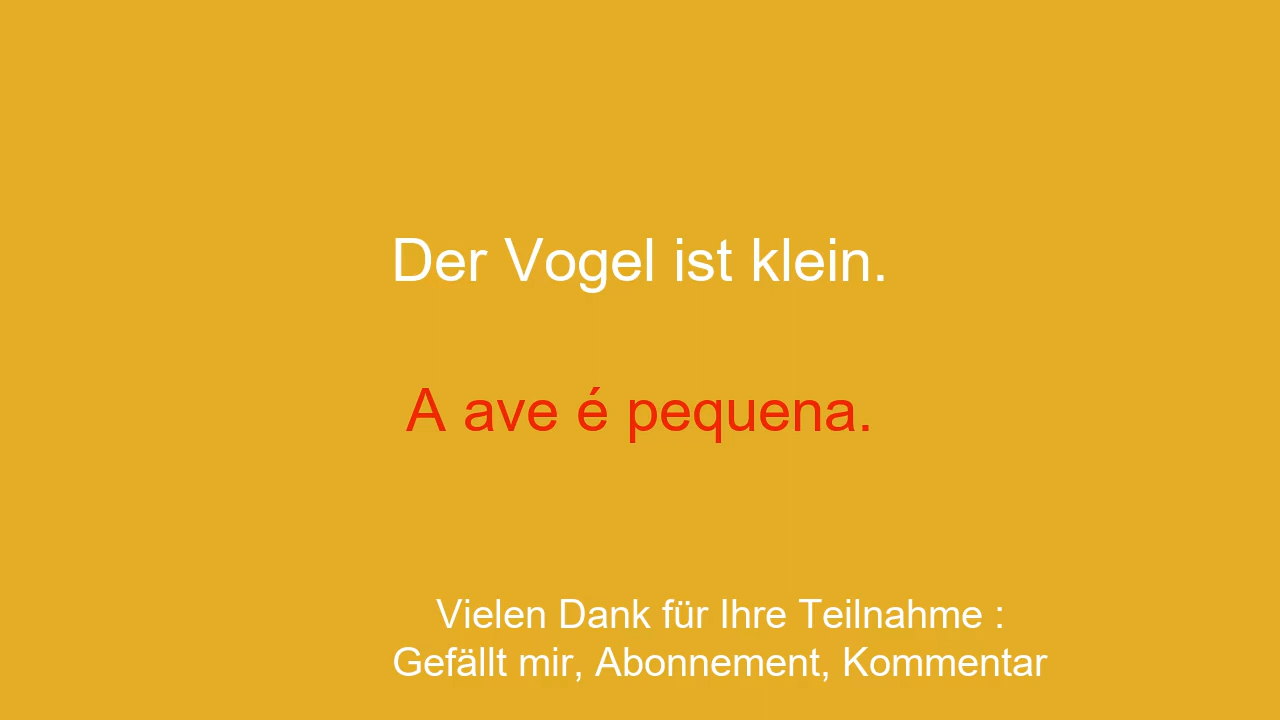 Der Vogel ist klein.
A ave é pequena.
Vielen Dank für Ihre Teilnahme :
Gefällt mir, Abonnement, Kommentar